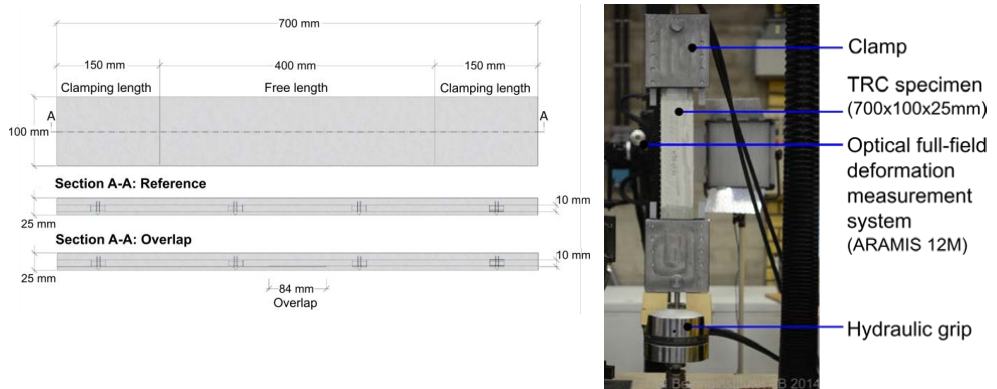 700 mm
150 mm
400 mm
150 mm
Clamping length
Free length
Clamping length
A
A
100 mm
Section A-A: Reference
10 mm
25 mm
Section A-A: Overlap
10 mm
25 mm
84 mm
Overlap
Clamp
TRC specimen
(700x100x25mm)
Optical full-field
deformation
measurement
system
(ARAMIS 12M)
Hydraulic grip
2014